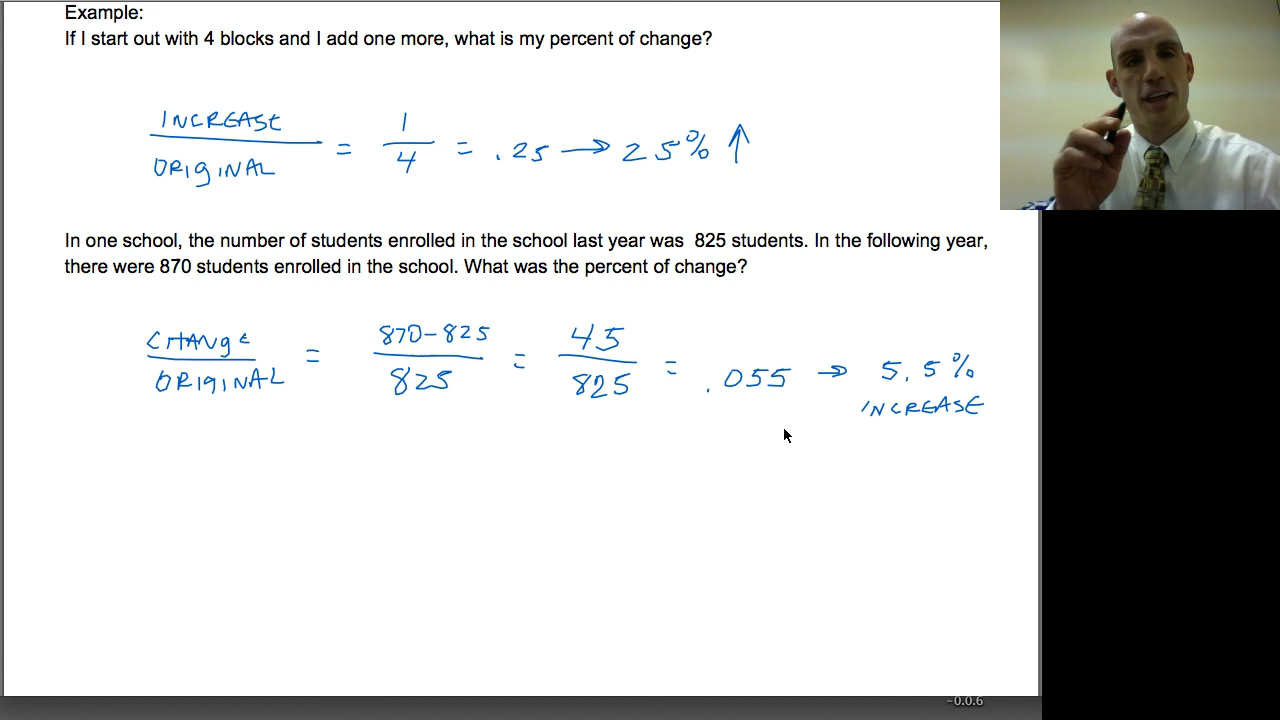 Example:
If I start out with 4 blocks and I add one more, what is my percent of change?
INCREASE / ORIGINAL = 1/4 = .25 → 25% ↑
In one school, the number of students enrolled in the school last year was 825 students. In the following year,
there were 870 students enrolled in the school. What was the percent of change?
CHANGE / ORIGINAL = 870-825 / 825 = 45 / 825 = .055 → 5.5%
INCREASE
-0.0.6